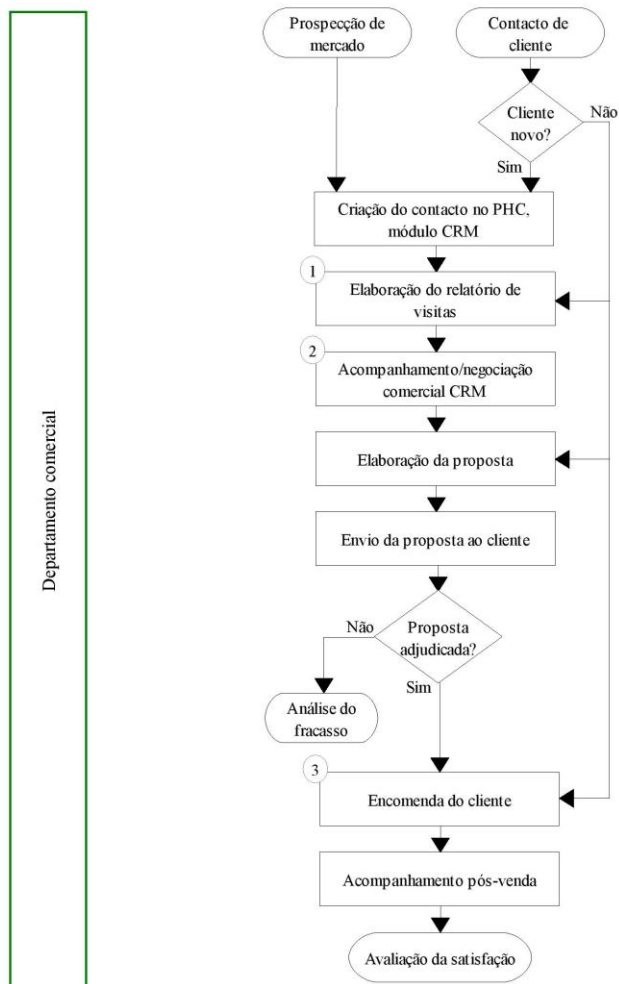 Departamento comercial
Prospecção de
mercado
Contacto de
cliente
Cliente
novo?
Não
Sim
Criação do contacto no PHC,
módulo CRM
1
Elaboração do relatório de
visitas
2
Acompanhamento/negociação
comercial CRM
Elaboração da proposta
Envio da proposta ao cliente
Proposta
adjudicada?
Não
Sim
Análise do
fracasso
3
Encomenda do cliente
Acompanhamento pós-venda
Avaliação da satisfação